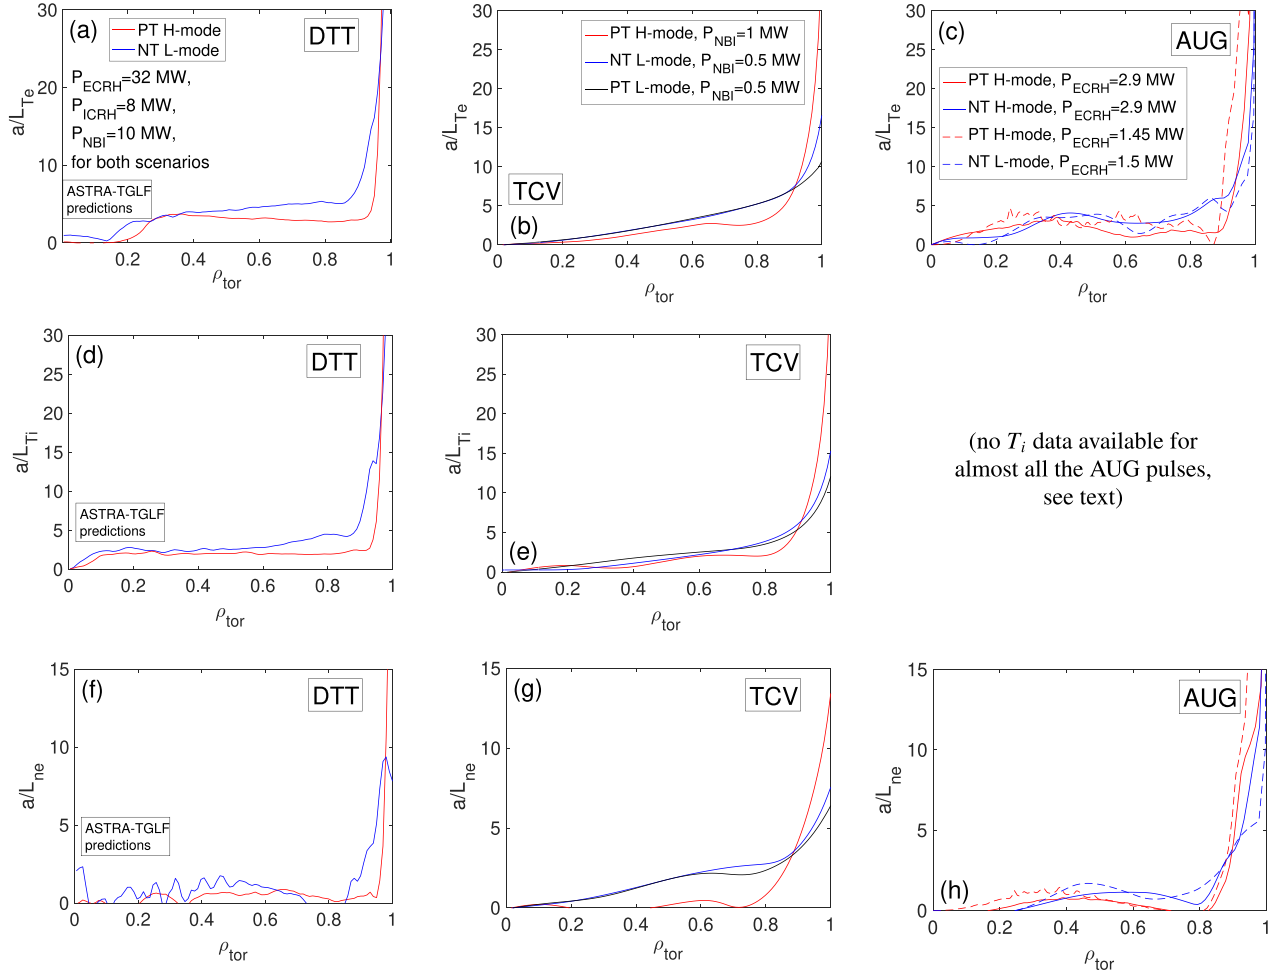 (a)
DTT
PT H-mode
NT L-mode
P_ECRH=32 MW,
P_ICRH=8 MW,
P_NBI=10 MW,
for both scenarios
ASTRA-TGLF
predictions
a/L_Te
30
20
10
0
0.2
0.4
0.6
0.8
1
ρ_tor
PT H-mode, P_NBI=1 MW
NT L-mode, P_NBI=0.5 MW
PT L-mode, P_NBI=0.5 MW
TCV
(b)
a/L_Te
30
25
20
15
10
5
0
0
0.2
0.4
0.6
0.8
1
ρ_tor
(c)
AUG
PT H-mode, P_ECRH=2.9 MW
NT H-mode, P_ECRH=2.9 MW
PT H-mode, P_ECRH=1.45 MW
NT L-mode, P_ECRH=1.5 MW
a/L_Te
30
25
20
15
10
5
0
0
0.2
0.4
0.6
0.8
1
ρ_tor
(d)
DTT
ASTRA-TGLF
predictions
a/L_Ti
30
25
20
15
10
5
0
0
0.2
0.4
0.6
0.8
1
ρ_tor
TCV
(e)
a/L_Ti
30
25
20
15
10
5
0
0
0.2
0.4
0.6
0.8
1
ρ_tor
(no T_i data available for
almost all the AUG pulses,
see text)
(f)
DTT
ASTRA-TGLF
predictions
a/L_ne
15
10
5
0
0
0.2
0.4
0.6
0.8
1
ρ_tor
(g)
TCV
a/L_ne
15
10
5
0
0
0.2
0.4
0.6
0.8
1
ρ_tor
AUG
(h)
a/L_ne
15
10
5
0
0
0.2
0.4
0.6
0.8
1
ρ_tor